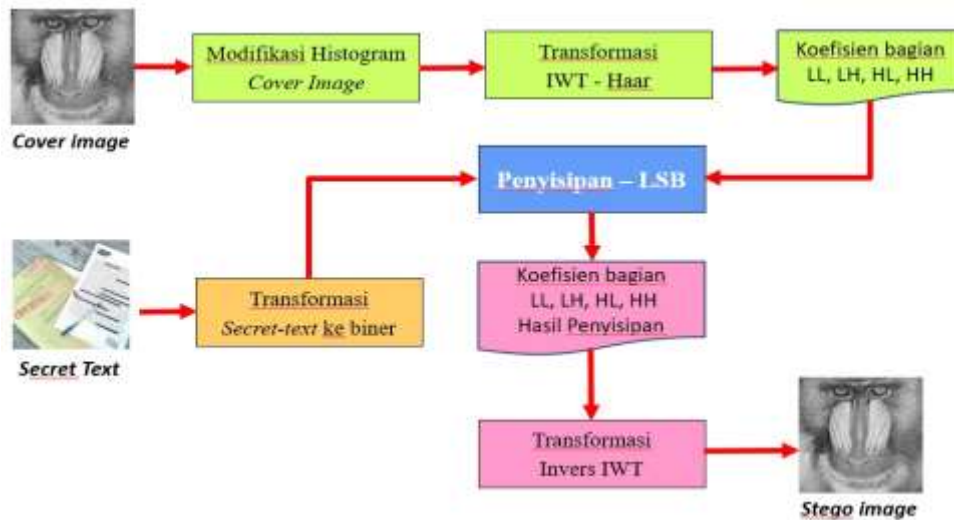 Modifikasi Histogram
Cover Image
Transformasi
IWT - Haar
Koefisien bagian
LL, LH, HL, HH
Cover image
Penyisipan – LSB
Transformasi
Secret-text ke biner
Koefisien bagian
LL, LH, HL, HH
Hasil Penyisipan
Secret Text
Transformasi
Invers IWT
Stego image